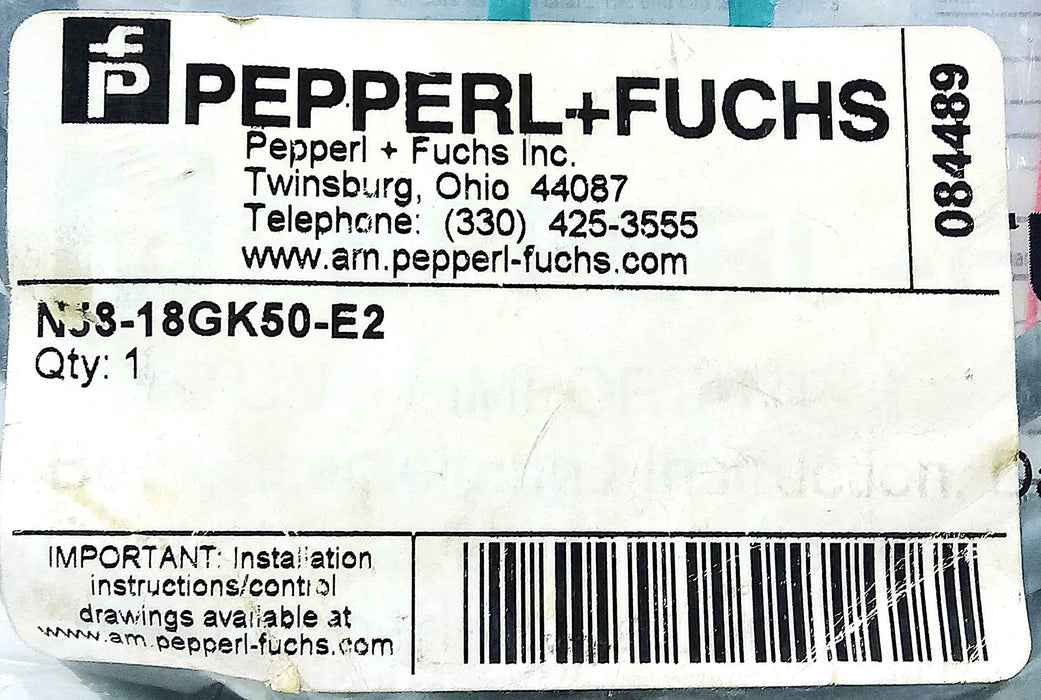 PEPPERL+FUCHS
Pepperl + Fuchs Inc.
Twinsburg, Ohio 44087
Telephone: (330) 425-3555
www.am.pepperl-fuchs.com
084489
NJ8-18GK50-E2
Qty: 1
IMPORTANT: Installation
instructions/control
drawings available at
www.am.pepperl-fuchs.com